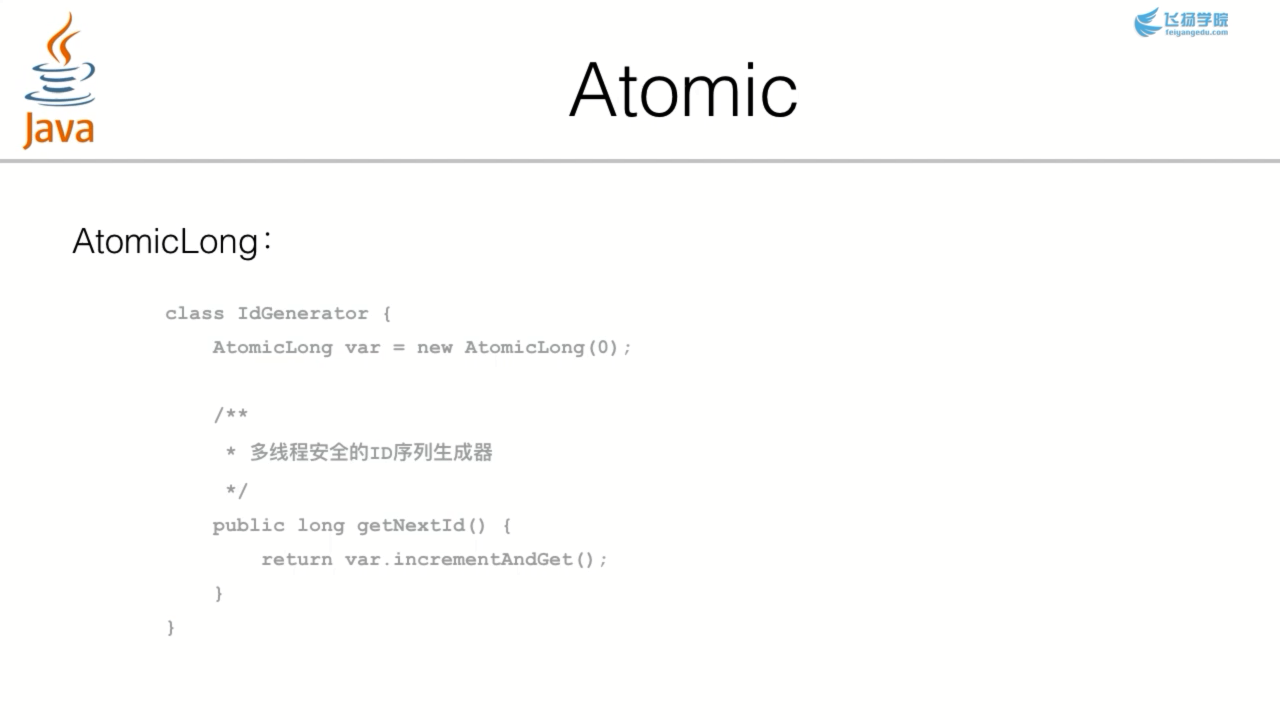 飞扬学院
feiyangedu.com
Java
Atomic
AtomicLong：
class IdGenerator {
    AtomicLong var = new AtomicLong(0);
    /**
     * 多线程安全的ID序列生成器
     */
    public long getNextId() {
        return var.incrementAndGet();
    }
}